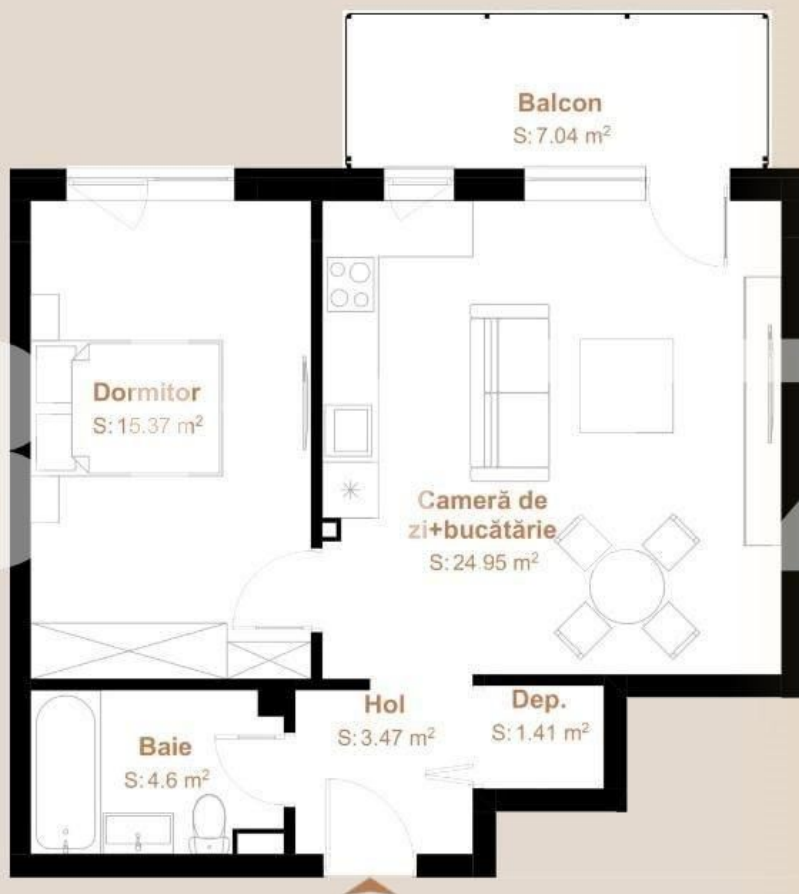 Balcon
S: 7.04 m²
Dormitor
S: 15.37 m²
Cameră de
zi+bucătărie
S: 24.95 m²
Hol
S: 3.47 m²
Dep.
S: 1.41 m²
Baie
S: 4.6 m²